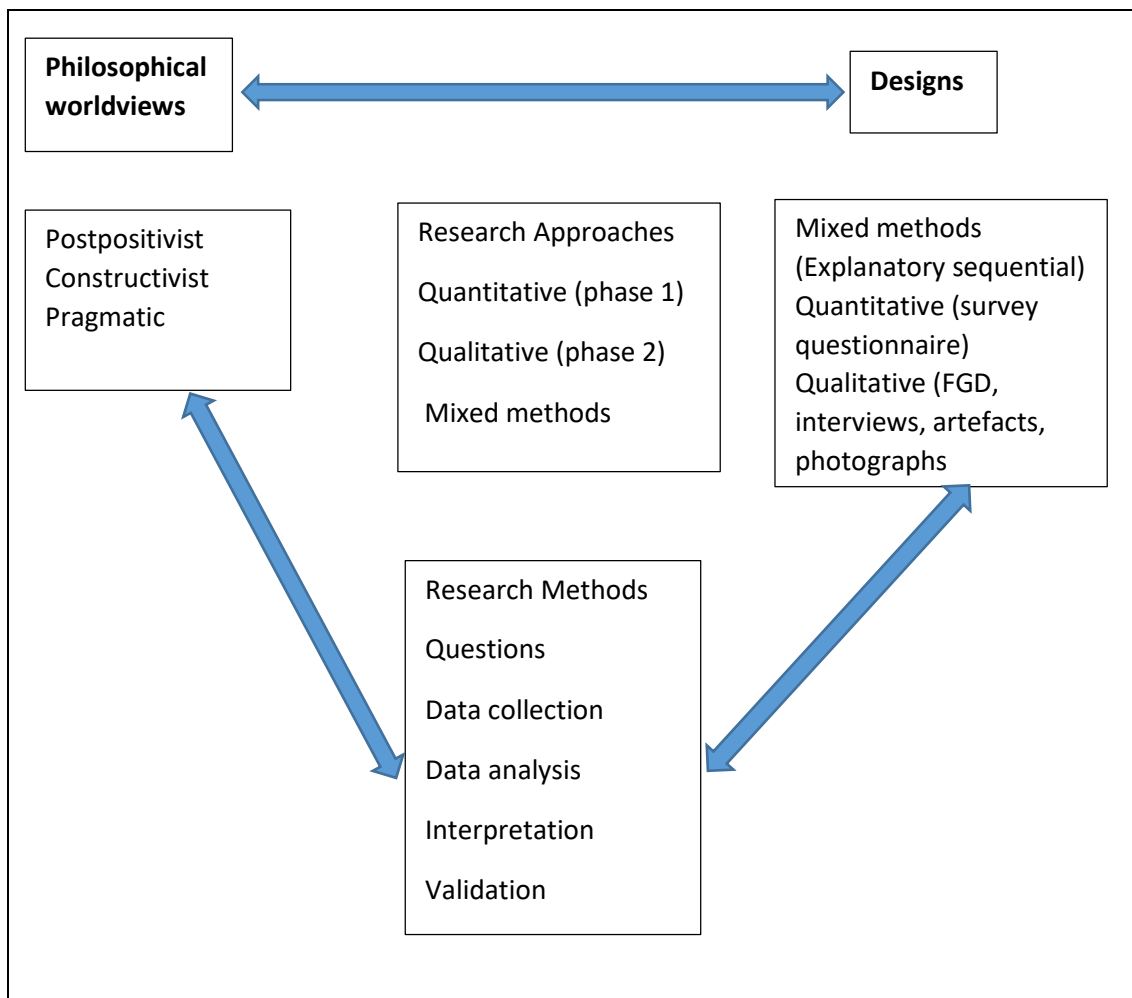 Philosophical
worldviews
Designs
Postpositivist
Constructivist
Pragmatic
Research Approaches
Quantitative (phase 1)
Qualitative (phase 2)
Mixed methods
Mixed methods
(Explanatory sequential)
Quantitative (survey
questionnaire)
Qualitative (FGD,
interviews, artefacts,
photographs
Research Methods
Questions
Data collection
Data analysis
Interpretation
Validation